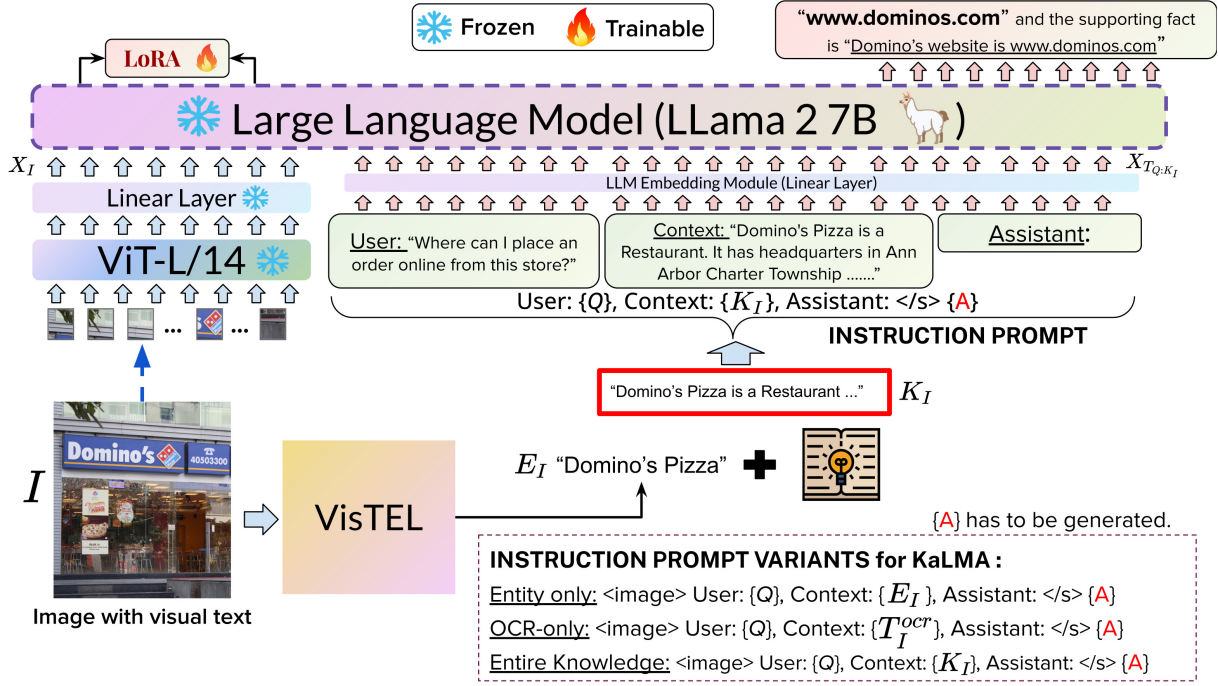 Frozen Trainable
"www.dominos.com" and the supporting fact
is "Domino's website is www.dominos.com"
LoRA
Large Language Model (LLama 2 7B )
X_I
X_{T_{Q:K_I}}
Linear Layer
LLM Embedding Module (Linear Layer)
ViT-L/14
User: "Where can I place an
order online from this store?"
Context: "Domino's Pizza is a
Restaurant. It has headquarters in Ann
Arbor Charter Township ......."
Assistant:
... ...
User: {Q}, Context: {K_I}, Assistant: </s> {A}
INSTRUCTION PROMPT
"Domino's Pizza is a Restaurant ..."
K_I
Domino's
40503300
I
VisTEL
E_I "Domino's Pizza"
{A} has to be generated.
Image with visual text
INSTRUCTION PROMPT VARIANTS for KaLMA :
Entity only: <image> User: {Q}, Context: { E_I }, Assistant: </s> {A}
OCR-only: <image> User: {Q}, Context: {T_I^{ocr}}, Assistant: </s> {A}
Entire Knowledge: <image> User: {Q}, Context: {K_I}, Assistant: </s> {A}